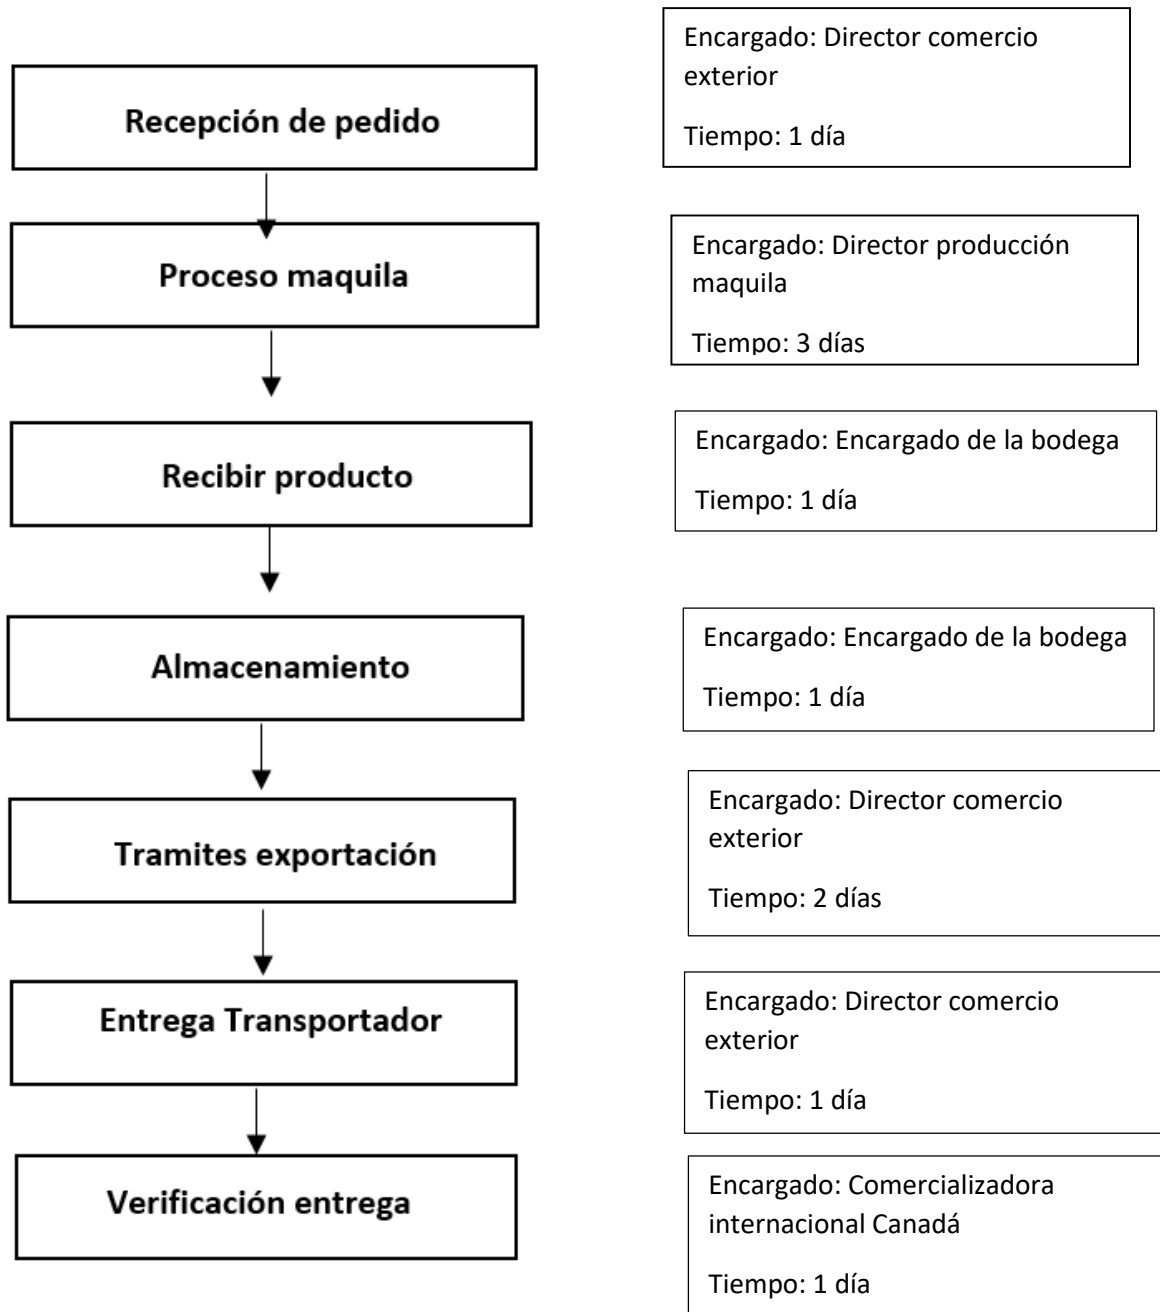 Recepción de pedido
Encargado: Director comercio
exterior
Tiempo: 1 día
Proceso maquila
Encargado: Director producción
maquila
Tiempo: 3 días
Recibir producto
Encargado: Encargado de la bodega
Tiempo: 1 día
Almacenamiento
Encargado: Encargado de la bodega
Tiempo: 1 día
Tramites exportación
Encargado: Director comercio
exterior
Tiempo: 2 días
Entrega Transportador
Encargado: Director comercio
exterior
Tiempo: 1 día
Verificación entrega
Encargado: Comercializadora
internacional Canadá
Tiempo: 1 día